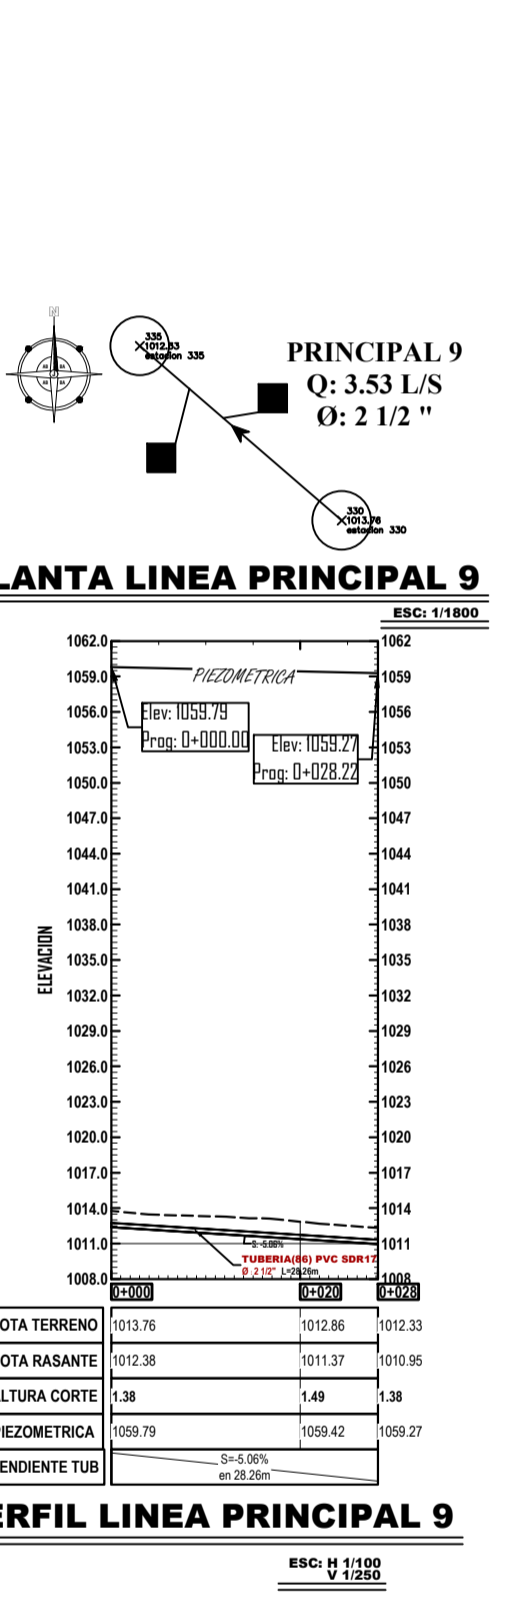 N
335
1012.33
estacion 335
PRINCIPAL 9
Q: 3.53 L/S
Ø: 2 1/2 "
330
1013.76
estacion 330
LANTA LINEA PRINCIPAL 9
ESC: 1/1800
1062.0 1062
1059.0 1059
PIEZOMETRICA
1056.0 1056
Elev: 1059.79
Prog: 0+000.00
1053.0 1053
Elev: 1059.27
Prog: 0+028.22
1050.0 1050
1047.0 1047
1044.0 1044
1041.0 1041
1038.0 1038
ELEVACION
1035.0 1035
1032.0 1032
1029.0 1029
1026.0 1026
1023.0 1023
1020.0 1020
1017.0 1017
1014.0 1014
1011.0 1011
S: -5.06%
TUBERIA(86) PVC SDR17
Ø 2 1/2" L=28.26m
1008.0 1008
0+000 0+020 0+028
OTA TERRENO 1013.76 1012.86 1012.33
OTA RASANTE 1012.38 1011.37 1010.95
LTURA CORTE 1.38 1.49 1.38
IEZOMETRICA 1059.79 1059.42 1059.27
ENDIENTE TUB S=-5.06%
en 28.26m
ERFIL LINEA PRINCIPAL 9
ESC: H 1/100
V 1/250